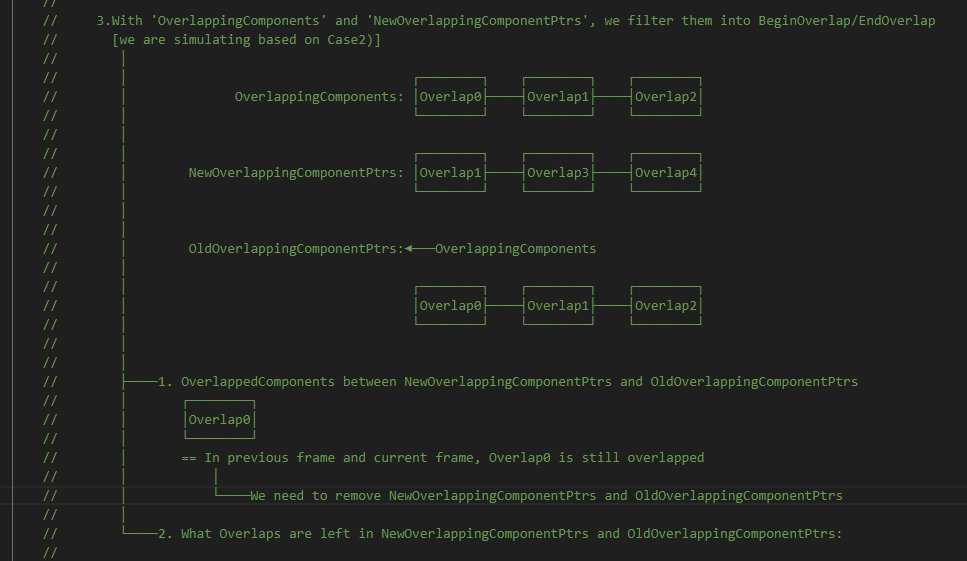 //
// 3.With 'OverlappingComponents' and 'NewOverlappingComponentPtrs', we filter them into BeginOverlap/EndOverlap
// [we are simulating based on Case2)]
//
//
// OverlappingComponents: Overlap0 Overlap1 Overlap2
//
//
//
// NewOverlappingComponentPtrs: Overlap1 Overlap3 Overlap4
//
//
//
// OldOverlappingComponentPtrs:◄───OverlappingComponents
//
//
// Overlap0 Overlap1 Overlap2
//
//
//
// 1. OverlappedComponents between NewOverlappingComponentPtrs and OldOverlappingComponentPtrs
//
// Overlap0
//
// == In previous frame and current frame, Overlap0 is still overlapped
//
// We need to remove NewOverlappingComponentPtrs and OldOverlappingComponentPtrs
//
// 2. What Overlaps are left in NewOverlappingComponentPtrs and OldOverlappingComponentPtrs:
//